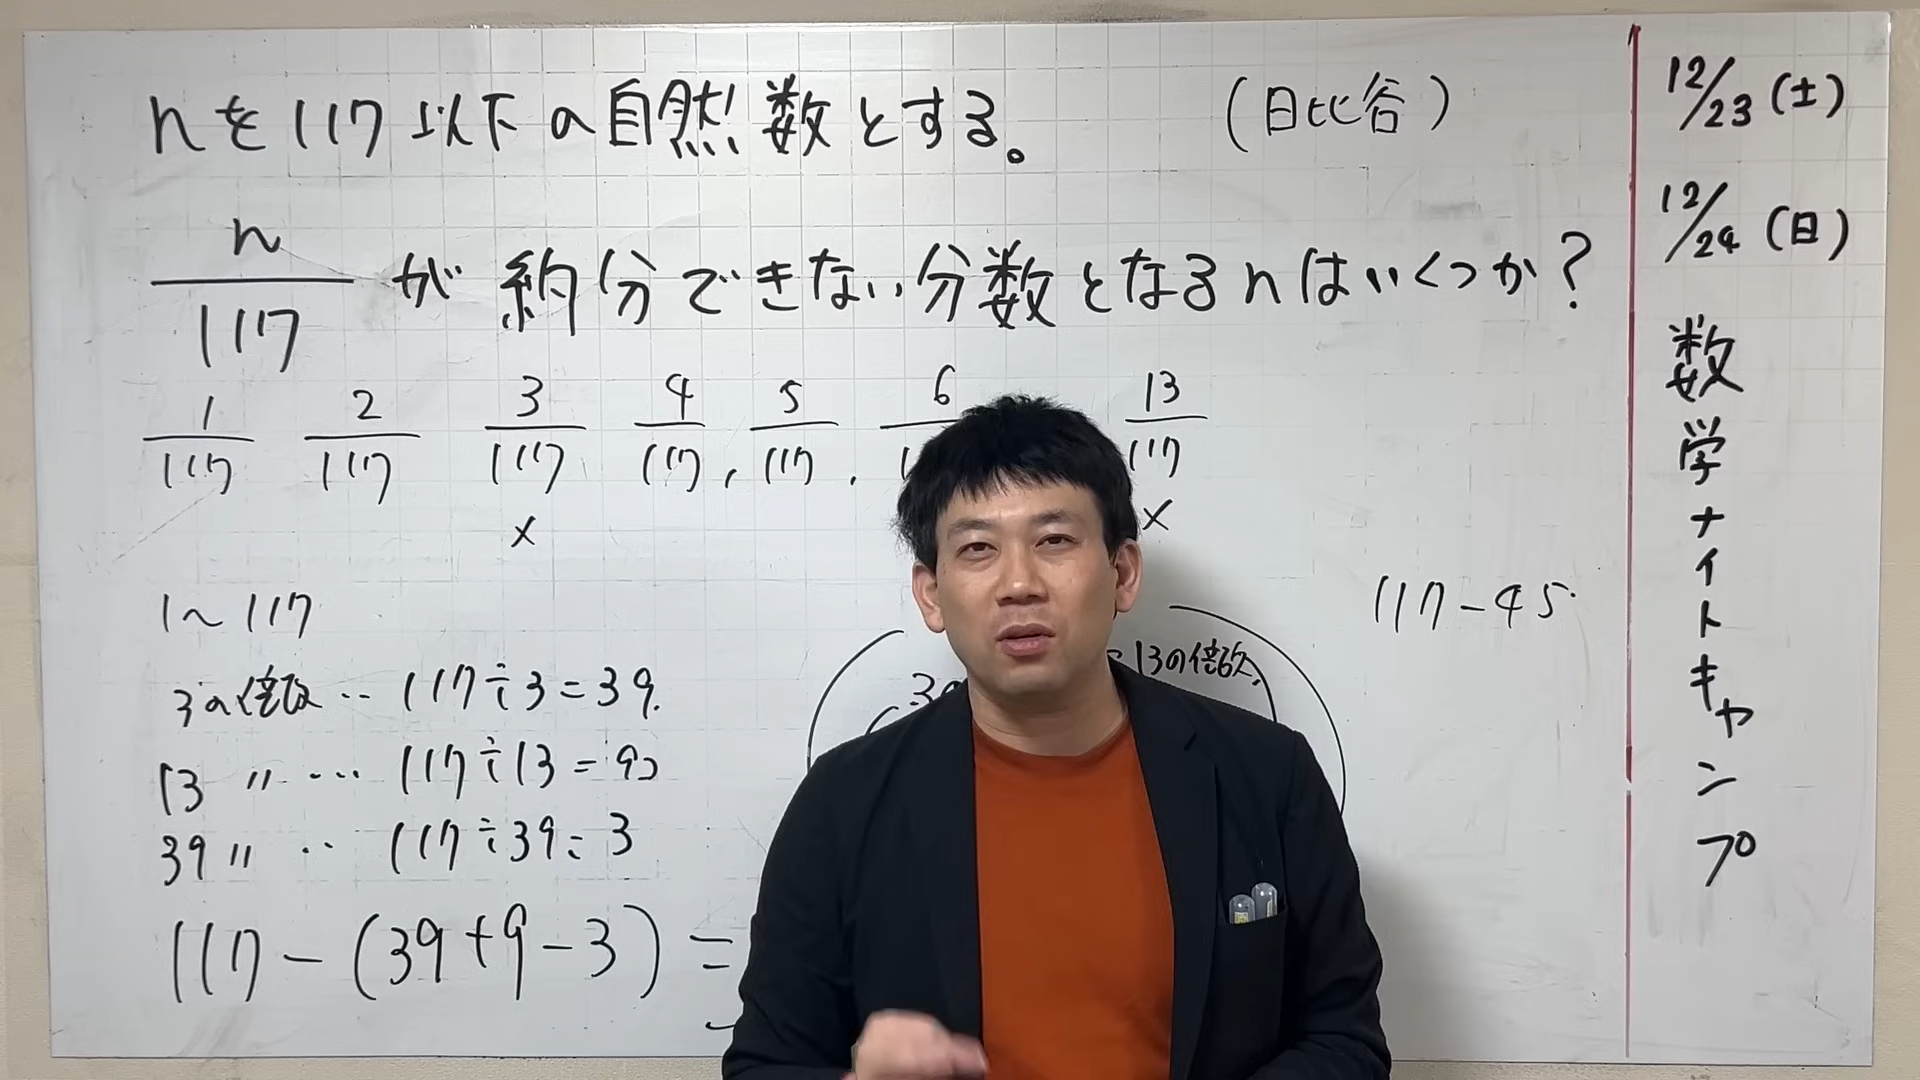 nを117以下の自然数とする。
(日比谷)
n/117 が約分できない分数となるnはいくつか?
1/117 2/117 3/117 4/117, 5/117, 6 13/117
× ×
1~117
3の倍数‥117÷3=39.
13 〃 … 117÷13=9コ
39 〃 ‥ 117÷39=3
117-(39+9-3)=
13の倍数
117-45
12/23(土)
12/24(日)
数学ナイトキャンプ